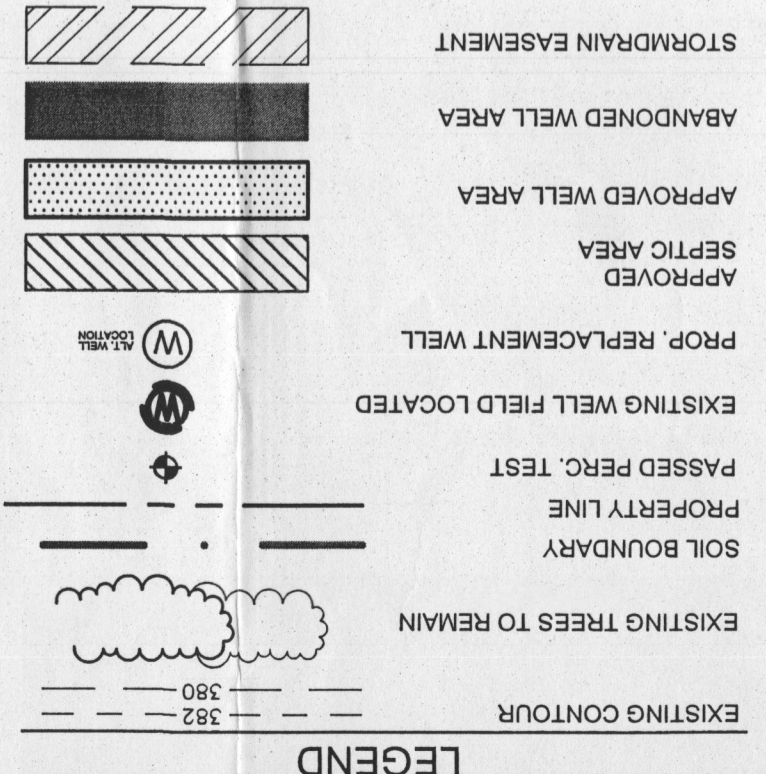 LEGEND
EXISTING CONTOUR
382
380
EXISTING TREES TO REMAIN
SOIL BOUNDARY
PROPERTY LINE
PASSED PERC. TEST
EXISTING WELL FIELD LOCATED
W
PROP. REPLACEMENT WELL
W
ALT. WELL
LOCATION
APPROVED
SEPTIC AREA
APPROVED WELL AREA
ABANDONED WELL AREA
STORMDRAIN EASEMENT